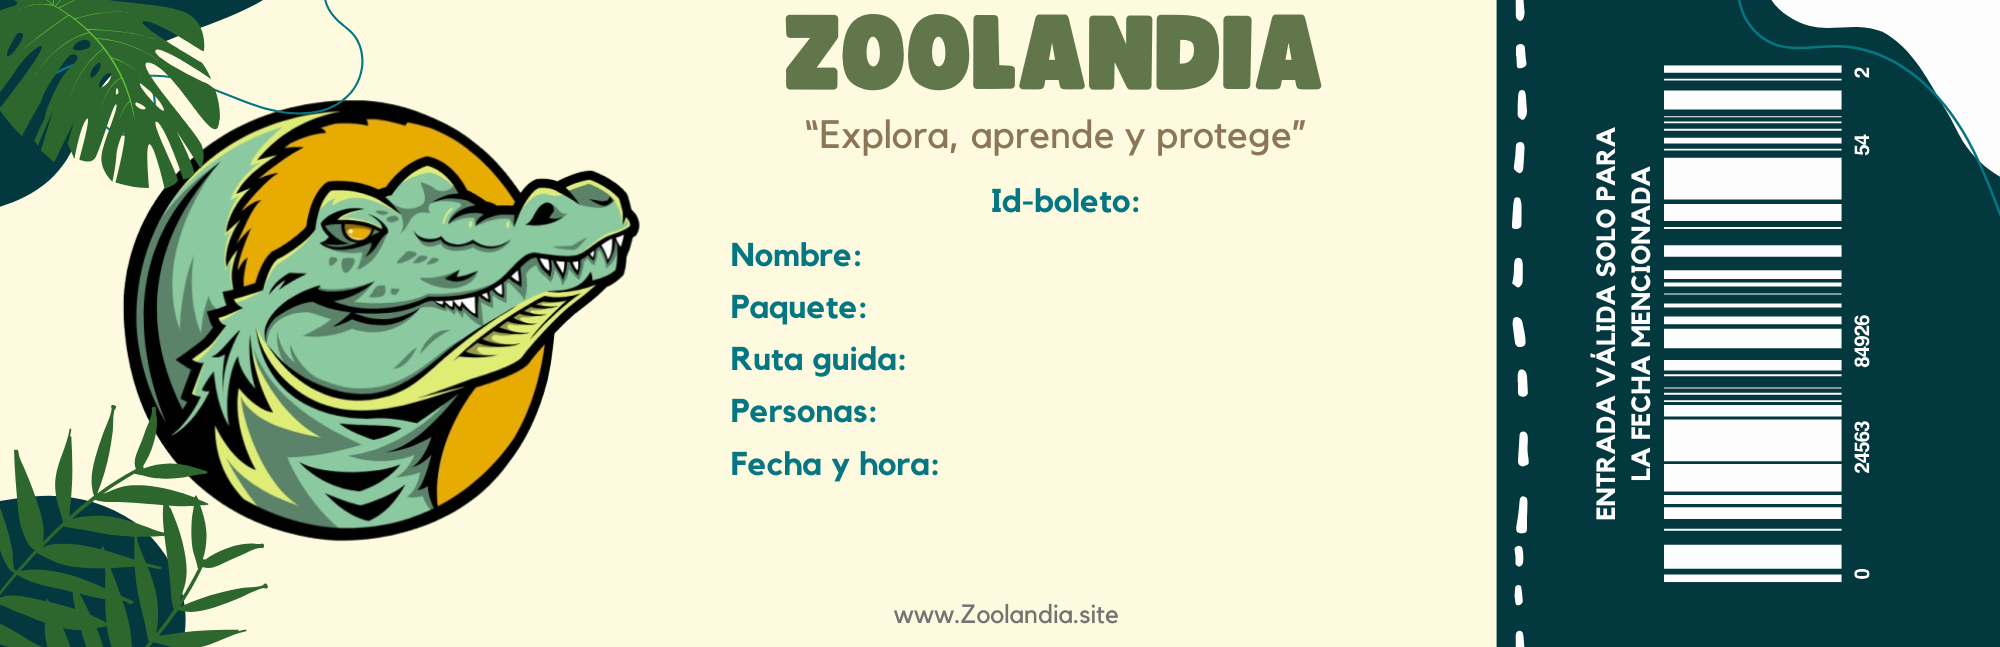 ZOOLANDIA
“Explora, aprende y protege”
Id-boleto:
Nombre:
Paquete:
Ruta guida:
Personas:
Fecha y hora:
www.Zoolandia.site
ENTRADA VÁLIDA SOLO PARA
LA FECHA MENCIONADA
0 24563 84926 54 2